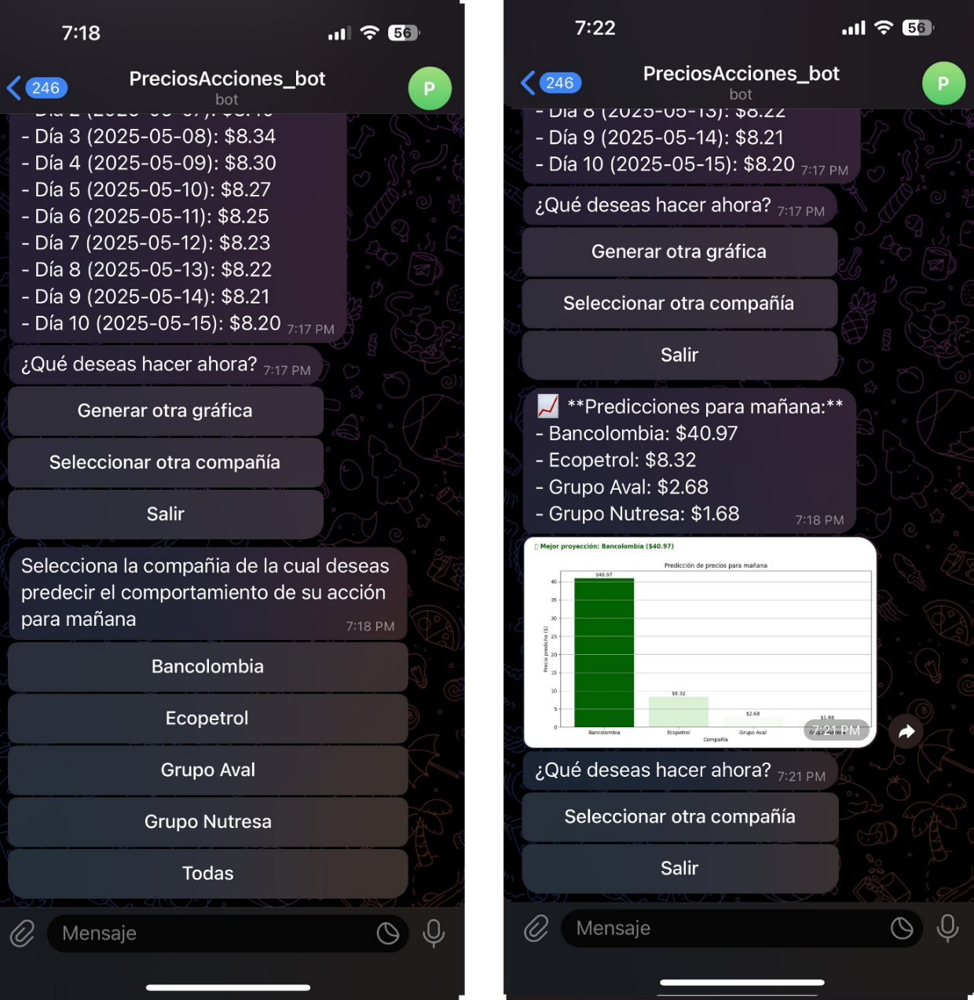 7:18
56
246
PreciosAcciones_bot
bot
P
- Día 3 (2025-05-08): $8.34
- Día 4 (2025-05-09): $8.30
- Día 5 (2025-05-10): $8.27
- Día 6 (2025-05-11): $8.25
- Día 7 (2025-05-12): $8.23
- Día 8 (2025-05-13): $8.22
- Día 9 (2025-05-14): $8.21
- Día 10 (2025-05-15): $8.20 7:17 PM
¿Qué deseas hacer ahora? 7:17 PM
Generar otra gráfica
Seleccionar otra compañía
Salir
Selecciona la compañia de la cual deseas
predecir el comportamiento de su acción
para mañana 7:18 PM
Bancolombia
Ecopetrol
Grupo Aval
Grupo Nutresa
Todas
Mensaje
7:22
56
246
PreciosAcciones_bot
bot
P
- Día 8 (2025-05-13): $8.22
- Día 9 (2025-05-14): $8.21
- Día 10 (2025-05-15): $8.20 7:17 PM
¿Qué deseas hacer ahora? 7:17 PM
Generar otra gráfica
Seleccionar otra compañía
Salir
**Predicciones para mañana:**
- Bancolombia: $40.97
- Ecopetrol: $8.32
- Grupo Aval: $2.68
- Grupo Nutresa: $1.68 7:18 PM
Mejor proyección: Bancolombia ($40.97)
Predicción de precios para mañana
Precio predicho ($)
40
35
30
25
20
15
10
5
0
$40.97
$8.32
$2.68
$1.68
Bancolombia
Ecopetrol
Grupo Aval
7:21 PM
Compañía
¿Qué deseas hacer ahora? 7:21 PM
Seleccionar otra compañía
Salir
Mensaje